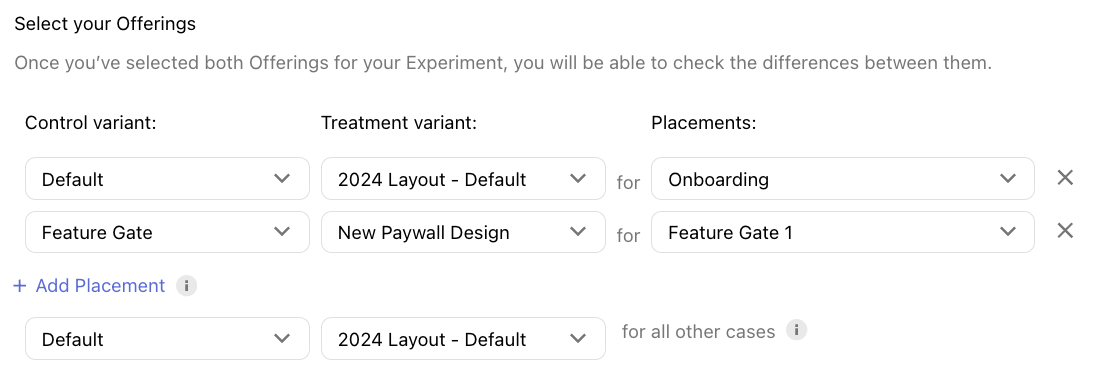 Select your Offerings
Once you've selected both Offerings for your Experiment, you will be able to check the differences between them.
Control variant: Treatment variant: Placements:
Default 2024 Layout - Default for Onboarding
Feature Gate New Paywall Design for Feature Gate 1
+ Add Placement i
Default 2024 Layout - Default for all other cases i